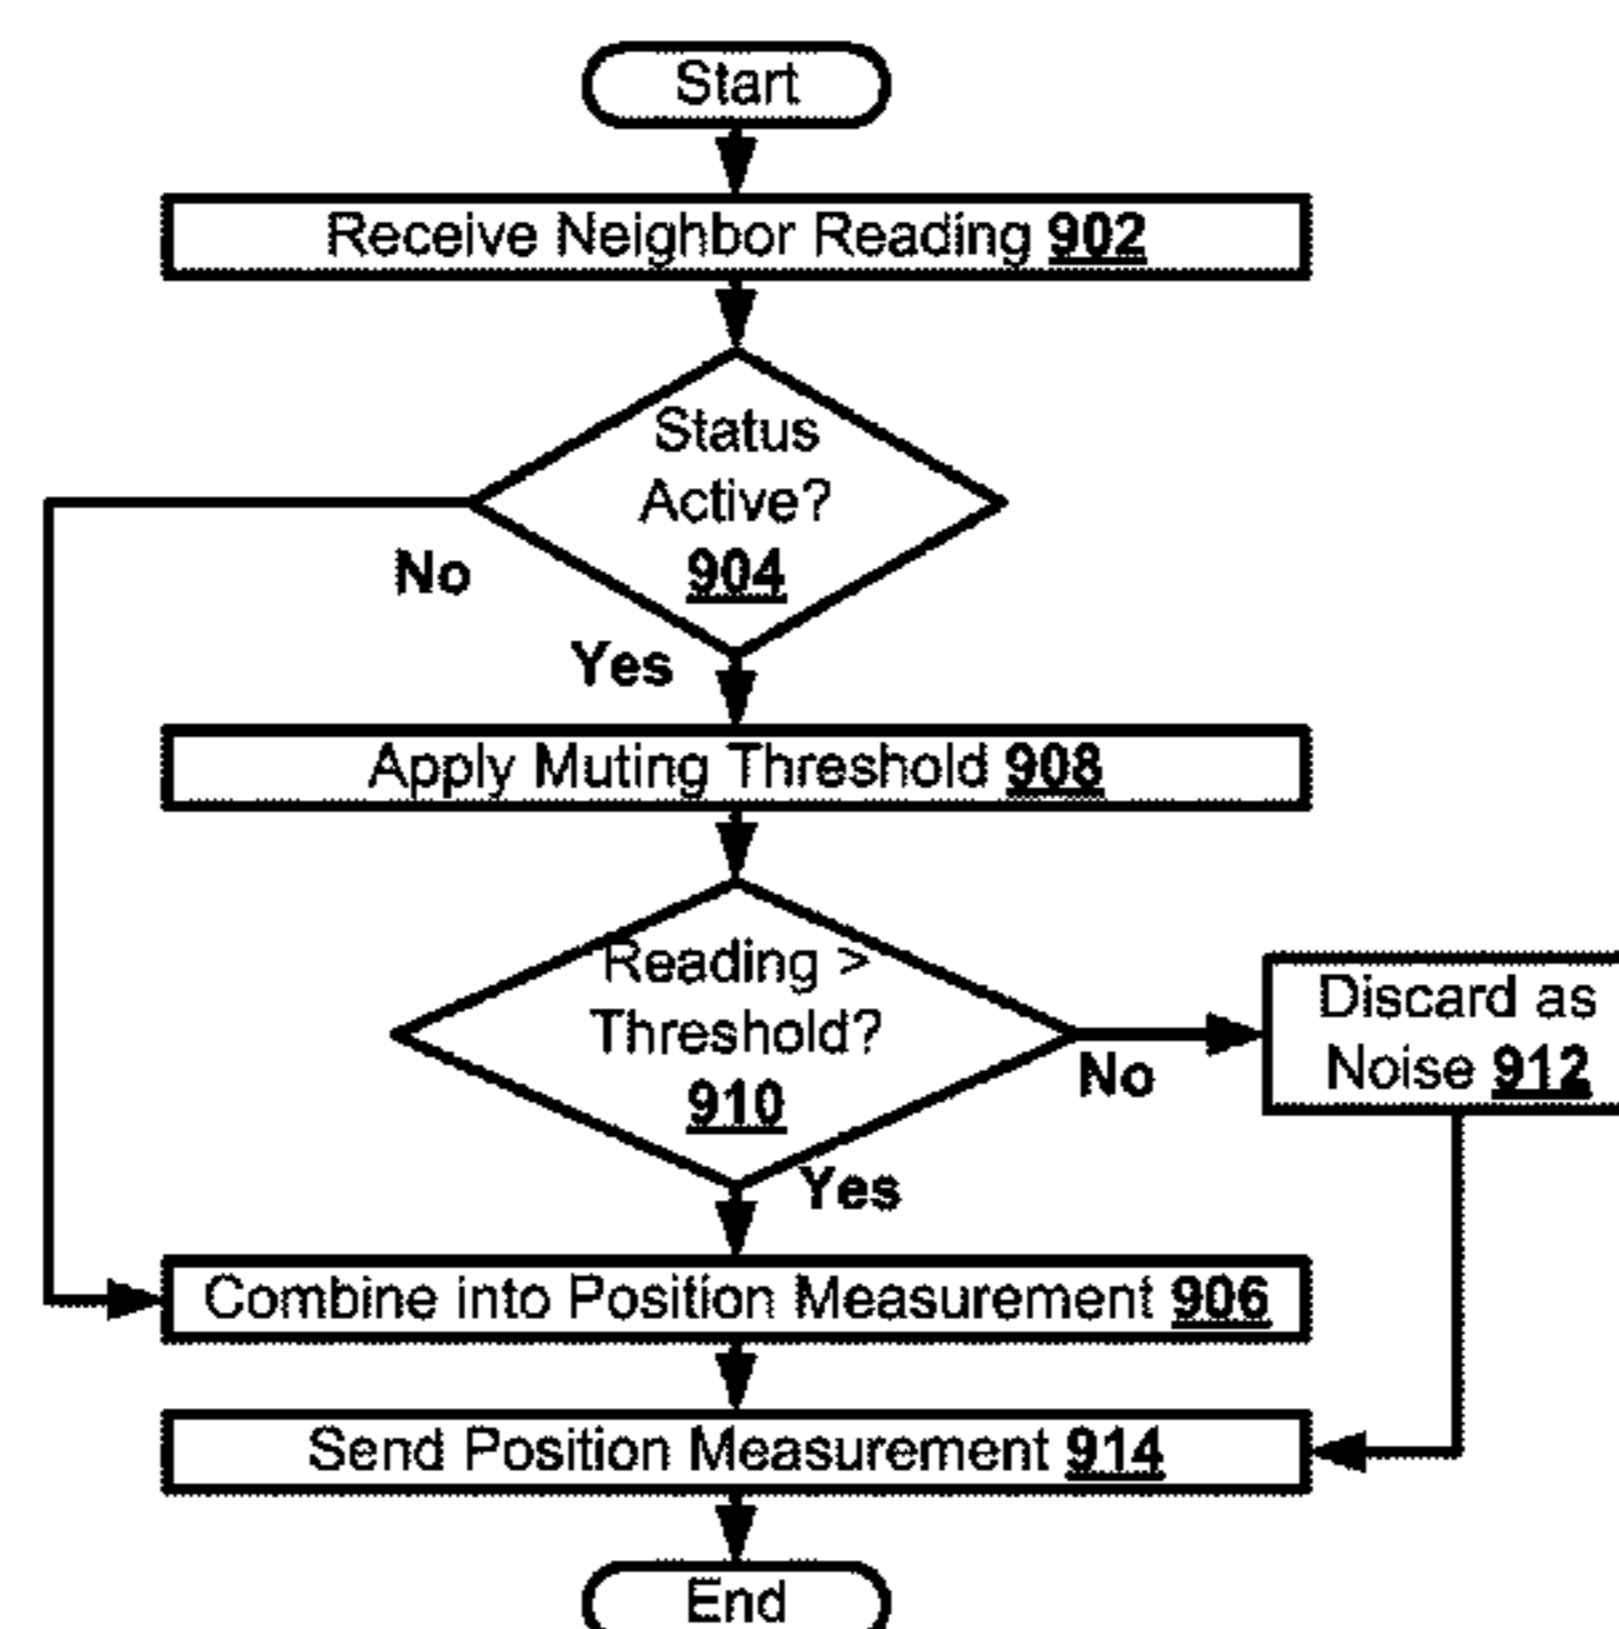 Start
Receive Neighbor Reading 902
Status
Active?
904
No
Yes
Apply Muting Threshold 908
Reading >
Threshold?
910
No
Discard as
Noise 912
Yes
Combine into Position Measurement 906
Send Position Measurement 914
End